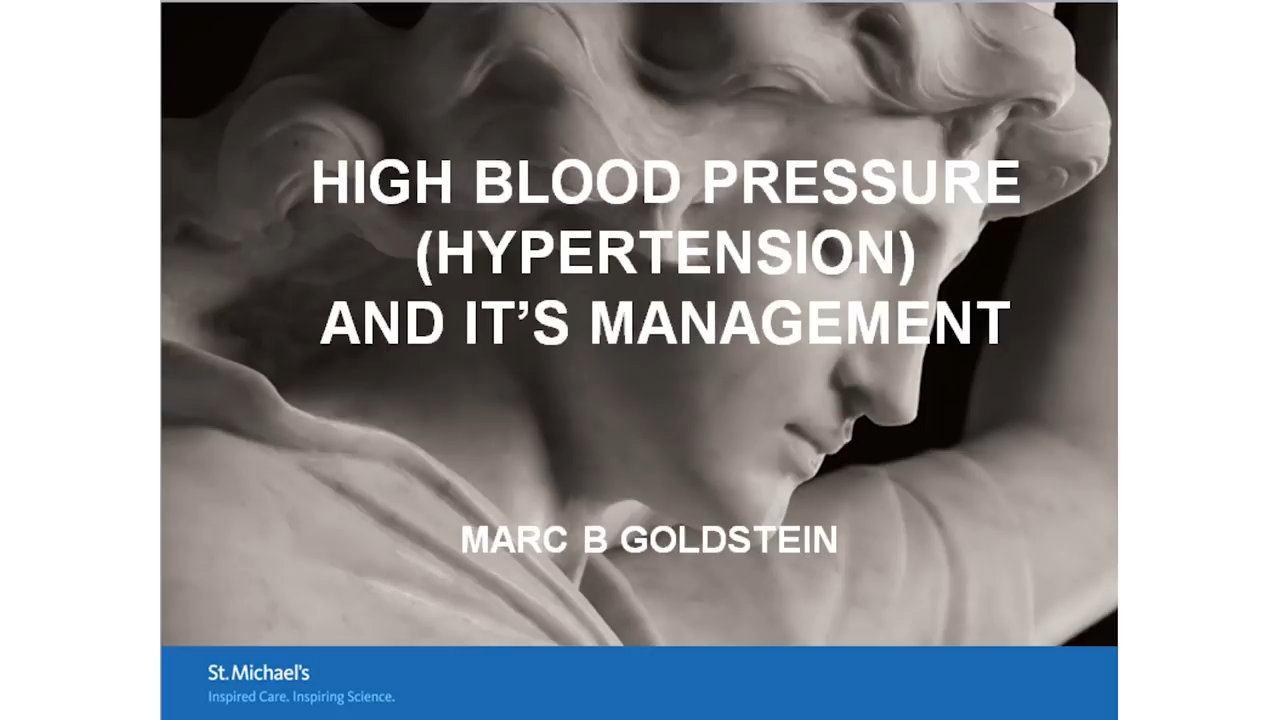 HIGH BLOOD PRESSURE
(HYPERTENSION)
AND IT’S MANAGEMENT
MARC B GOLDSTEIN
St. Michael's
Inspired Care. Inspiring Science.